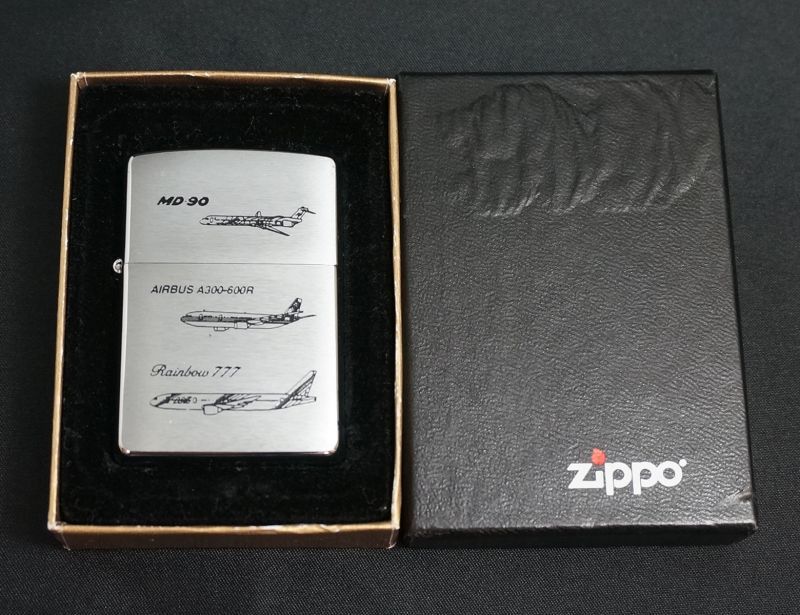 MD-90
AIRBUS A300-600R
Rainbow 777
Zippo®